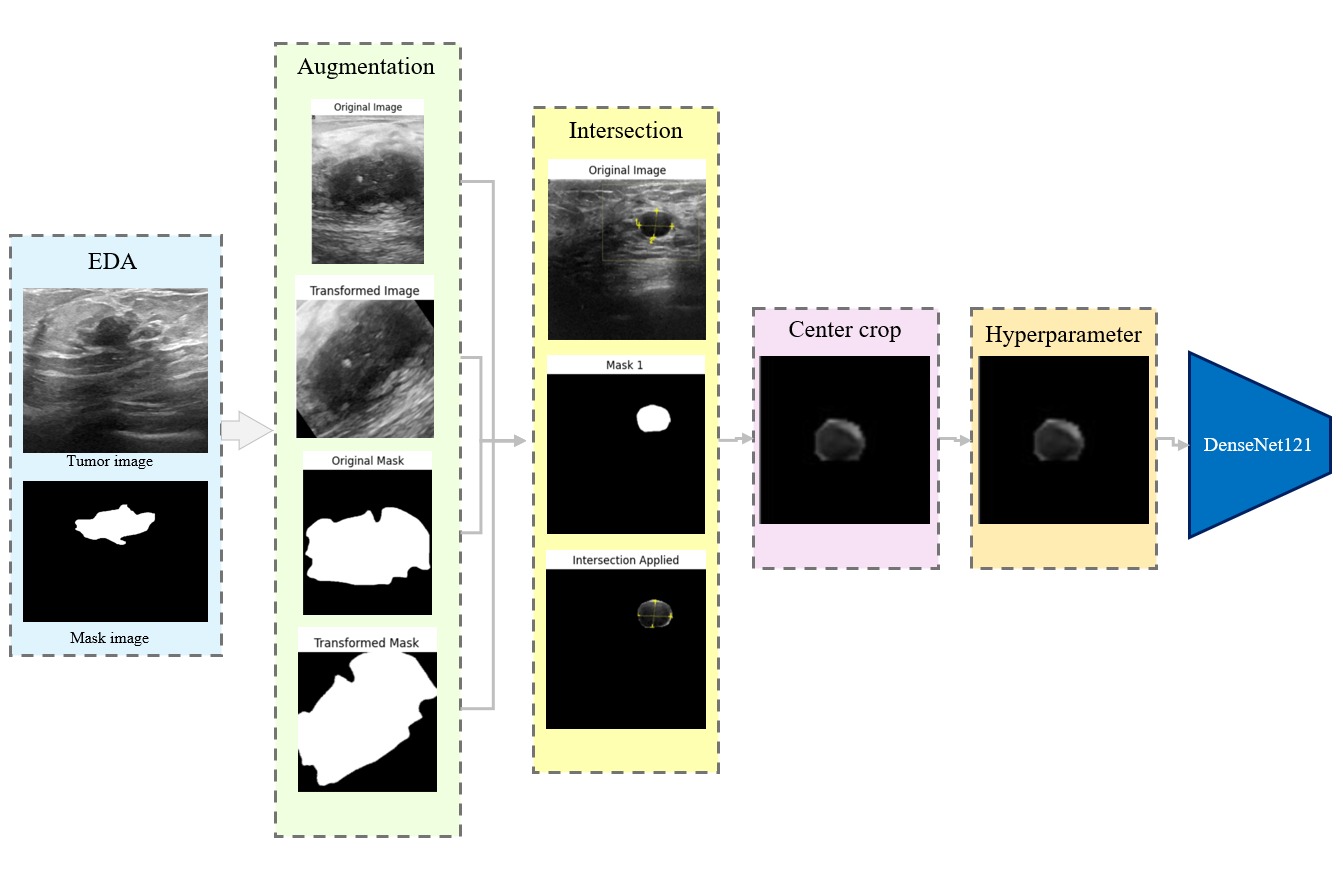 EDA
Tumor image
Mask image
Augmentation
Original Image
Transformed Image
Original Mask
Transformed Mask
Intersection
Original Image
Mask 1
Intersection Applied
Center crop
Hyperparameter
DenseNet121